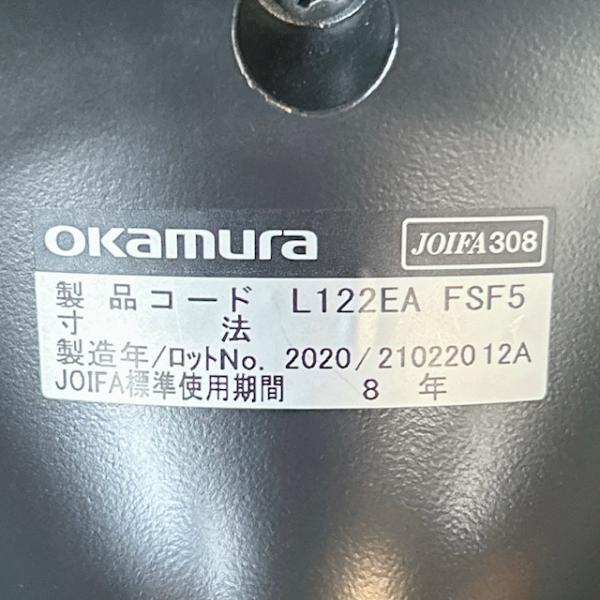 okamura JOIFA308
製品コード L122EA FSF5
寸法
製造年/ロットNo. 2020/21022012A
JOIFA標準使用期間 8 年